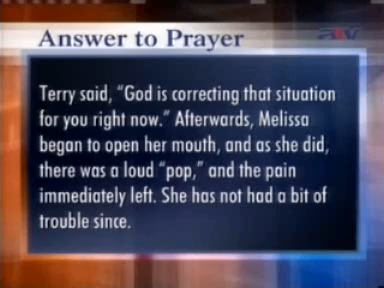 Answer to Prayer
Terry said, “God is correcting that situation
for you right now.” Afterwards, Melissa
began to open her mouth, and as she did,
there was a loud “pop,” and the pain
immediately left. She has not had a bit of
trouble since.